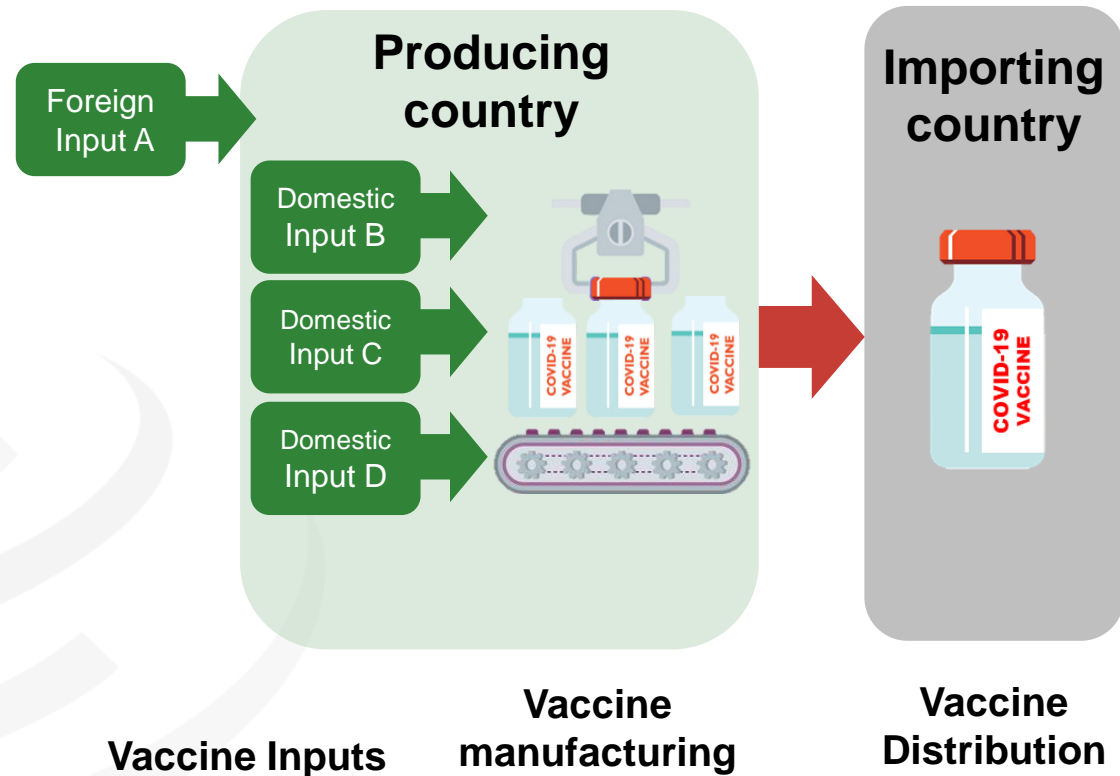 Producing
country
Importing
country
Foreign
Input A
Domestic
Input B
Domestic
Input C
Domestic
Input D
COVID-19
VACCINE
COVID-19
VACCINE
COVID-19
VACCINE
COVID-19
VACCINE
Vaccine Inputs
Vaccine
manufacturing
Vaccine
Distribution